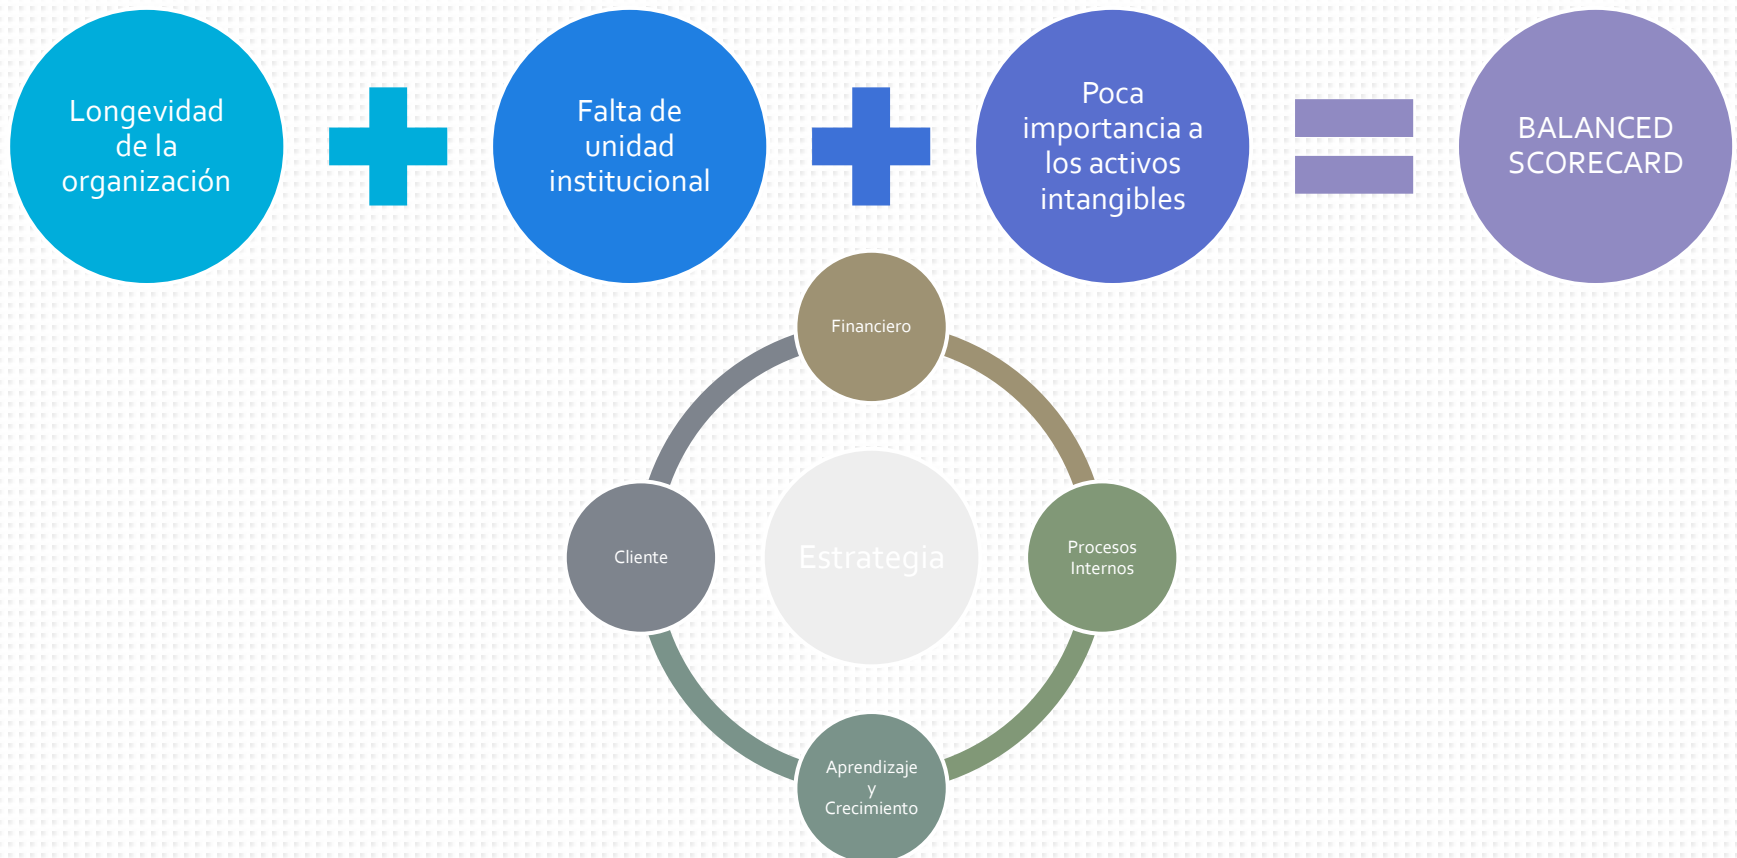 Longevidad
de la
organización
Falta de
unidad
institucional
Poca
importancia a
los activos
intangibles
BALANCED
SCORECARD
Financiero
Cliente
Estrategia
Procesos
Internos
Aprendizaje
y
Crecimiento